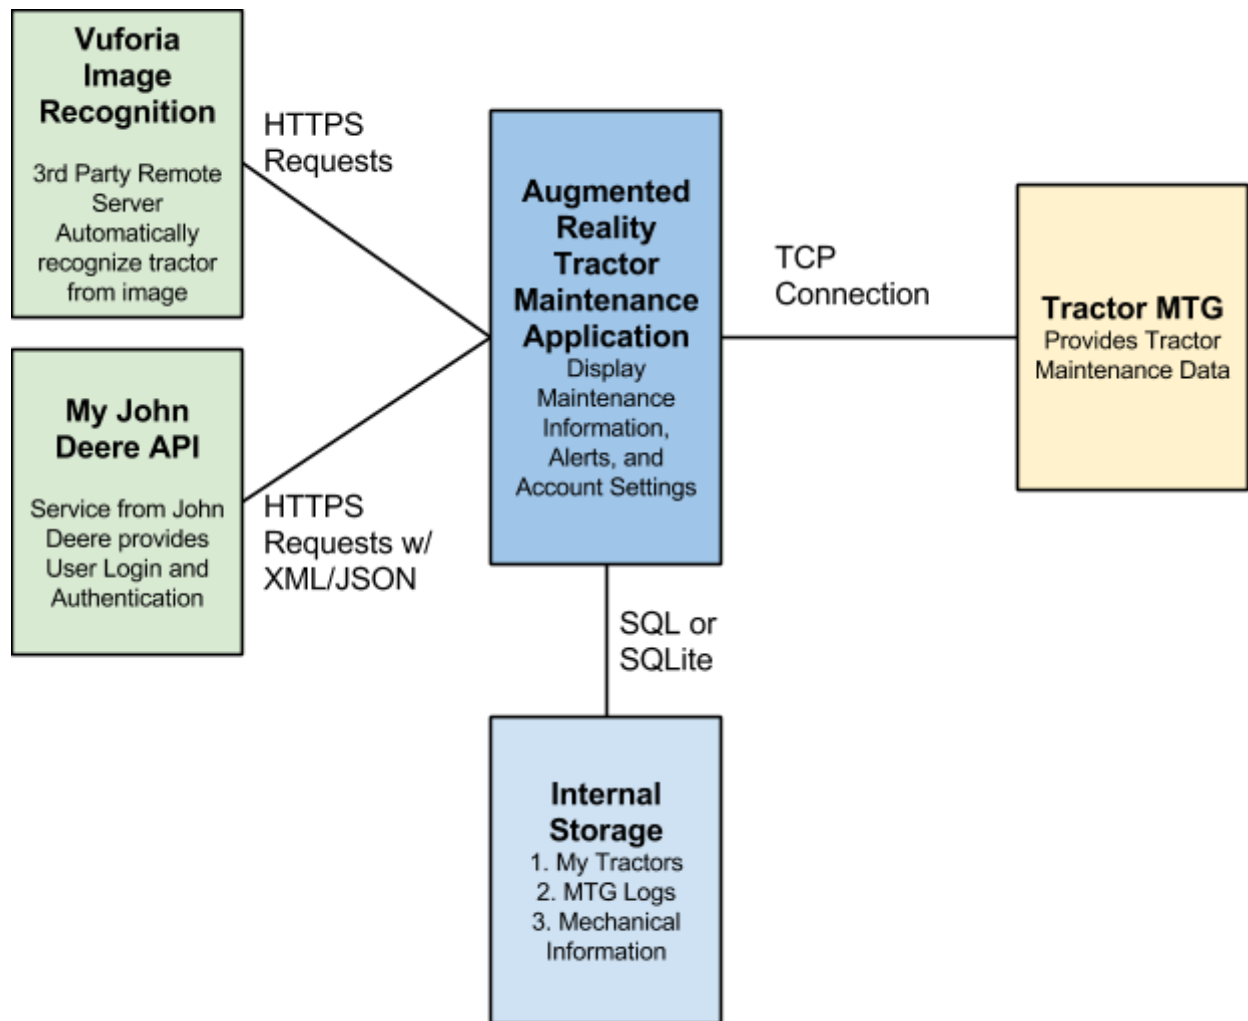 Vuforia
Image
Recognition
3rd Party Remote
Server
Automatically
recognize tractor
from image
HTTPS
Requests
My John
Deere API
Service from John
Deere provides
User Login and
Authentication
HTTPS
Requests w/
XML/JSON
Augmented
Reality
Tractor
Maintenance
Application
Display
Maintenance
Information,
Alerts, and
Account Settings
TCP
Connection
Tractor MTG
Provides Tractor
Maintenance Data
SQL or
SQLite
Internal
Storage
1. My Tractors
2. MTG Logs
3. Mechanical
Information